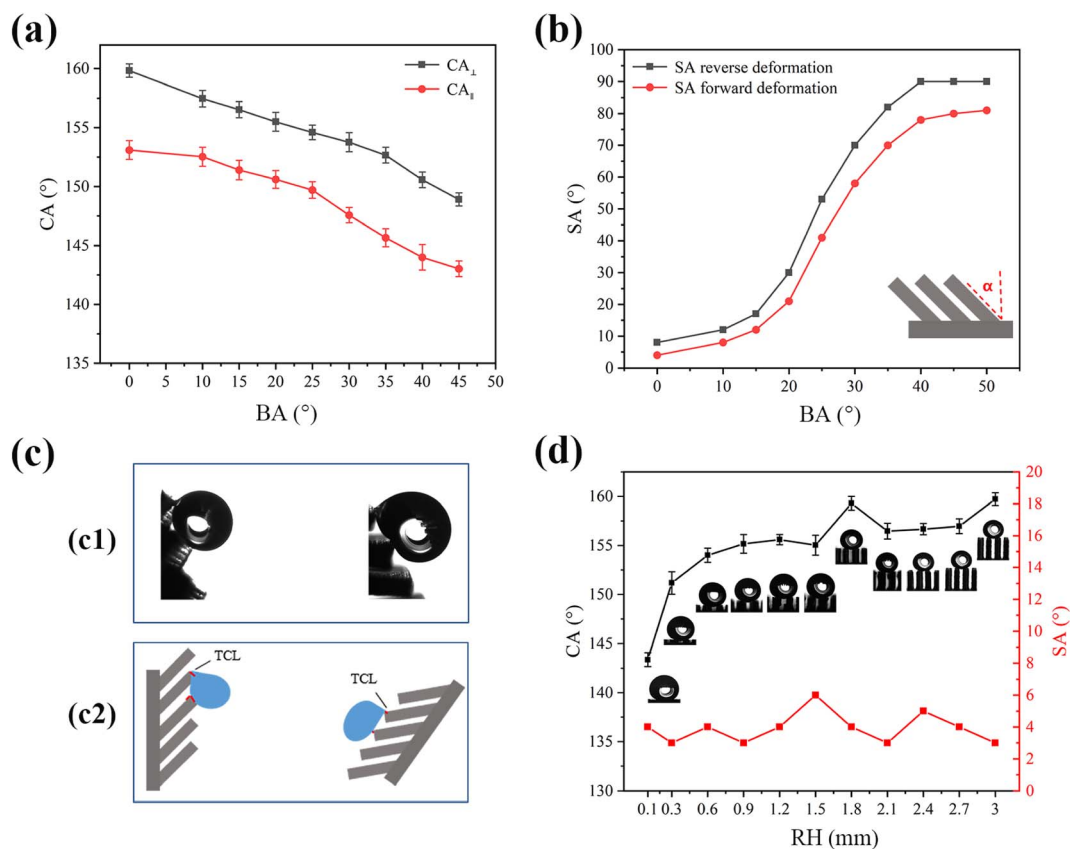 (a)
160
155
150
145
140
135
CA (°)
0 5 10 15 20 25 30 35 40 45 50
BA (°)
CA⊥
CA∥
(b)
100
90
80
70
60
50
40
30
20
10
0
SA (°)
0 10 20 30 40 50
BA (°)
SA reverse deformation
SA forward deformation
α
(c)
(c1)
(c2)
TCL
TCL
(d)
160
155
150
145
140
135
130
CA (°)
20
18
16
14
12
10
8
6
4
2
0
SA (°)
0.1 0.3 0.6 0.9 1.2 1.5 1.8 2.1 2.4 2.7 3
RH (mm)